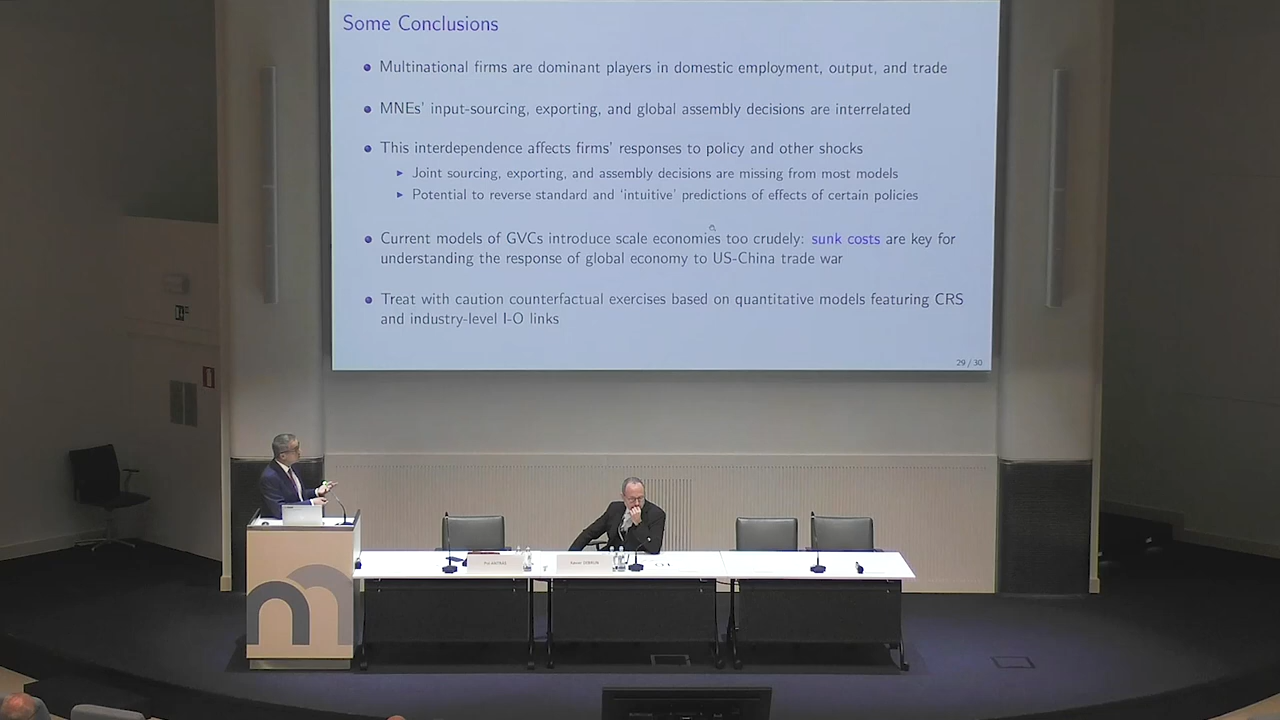 Some Conclusions
Multinational firms are dominant players in domestic employment, output, and trade
MNEs' input-sourcing, exporting, and global assembly decisions are interrelated
This interdependence affects firms' responses to policy and other shocks
Joint sourcing, exporting, and assembly decisions are missing from most models
Potential to reverse standard and 'intuitive' predictions of effects of certain policies
Current models of GVCs introduce scale economies too crudely: sunk costs are key for
understanding the response of global economy to US-China trade war
Treat with caution counterfactual exercises based on quantitative models featuring CRS
and industry-level I-O links
29 / 30
Pol ANTRAS